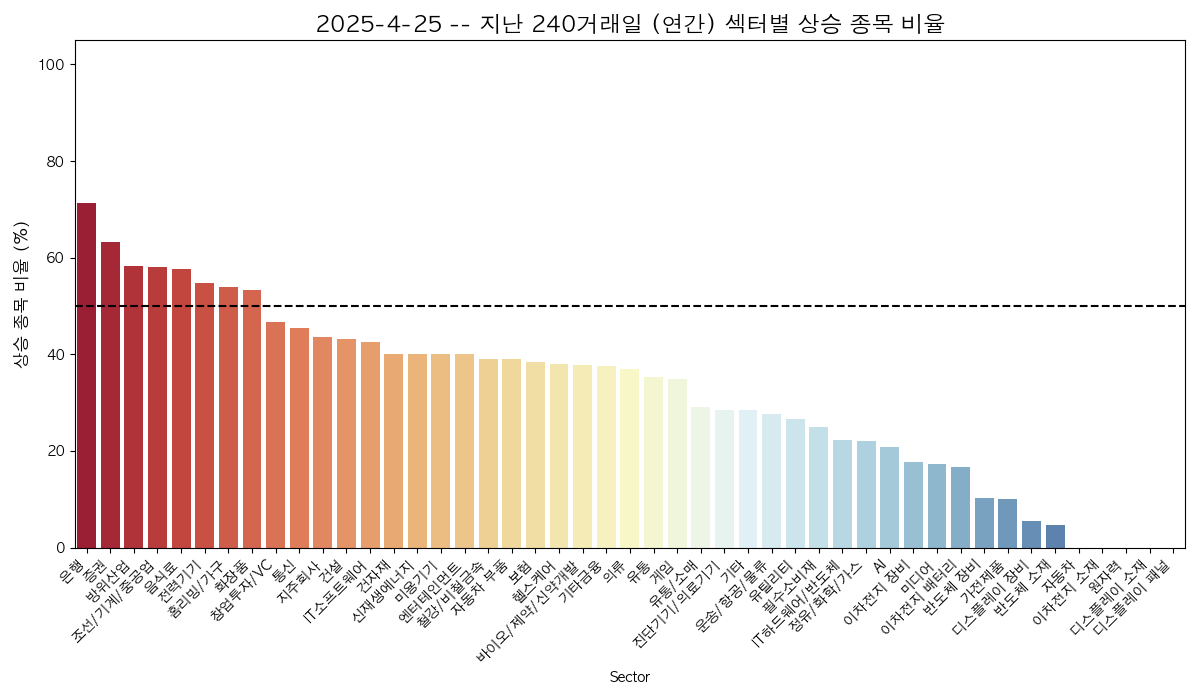 2025-4-25 -- 지난 240거래일 (연간) 섹터별 상승 종목 비율
상승 종목 비율 (%)
100
80
60
40
20
0
은행
증권
방위산업
조선/기계/중공업
음식료
전력기기
홈리빙/가구
화장품
창업투자/VC
통신
지주회사
건설
IT소프트웨어
건자재
신재생에너지
미용기기
엔터테인먼트
철강/비철금속
자동차 부품
보험
헬스케어
바이오/제약/신약개발
기타금융
의류
유통
게임
유통/소매
진단기기/의료기기
기타
운송/항공/물류
유틸리티
필수소비재
IT하드웨어/반도체
정유/화학/가스
AI
이차전지 장비
미디어
이차전지 배터리
반도체 장비
가전제품
디스플레이 장비
반도체 소재
자동차
이차전지 소재
원자력
디스플레이 소재
디스플레이 패널
Sector